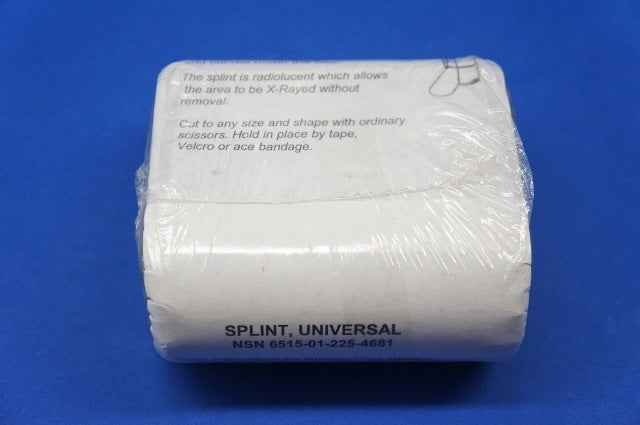 The splint is radiolucent which allows
the area to be X-Rayed without
removal.
Cut to any size and shape with ordinary
scissors. Hold in place by tape,
Velcro or ace bandage.
SPLINT, UNIVERSAL
NSN 6515-01-225-4681